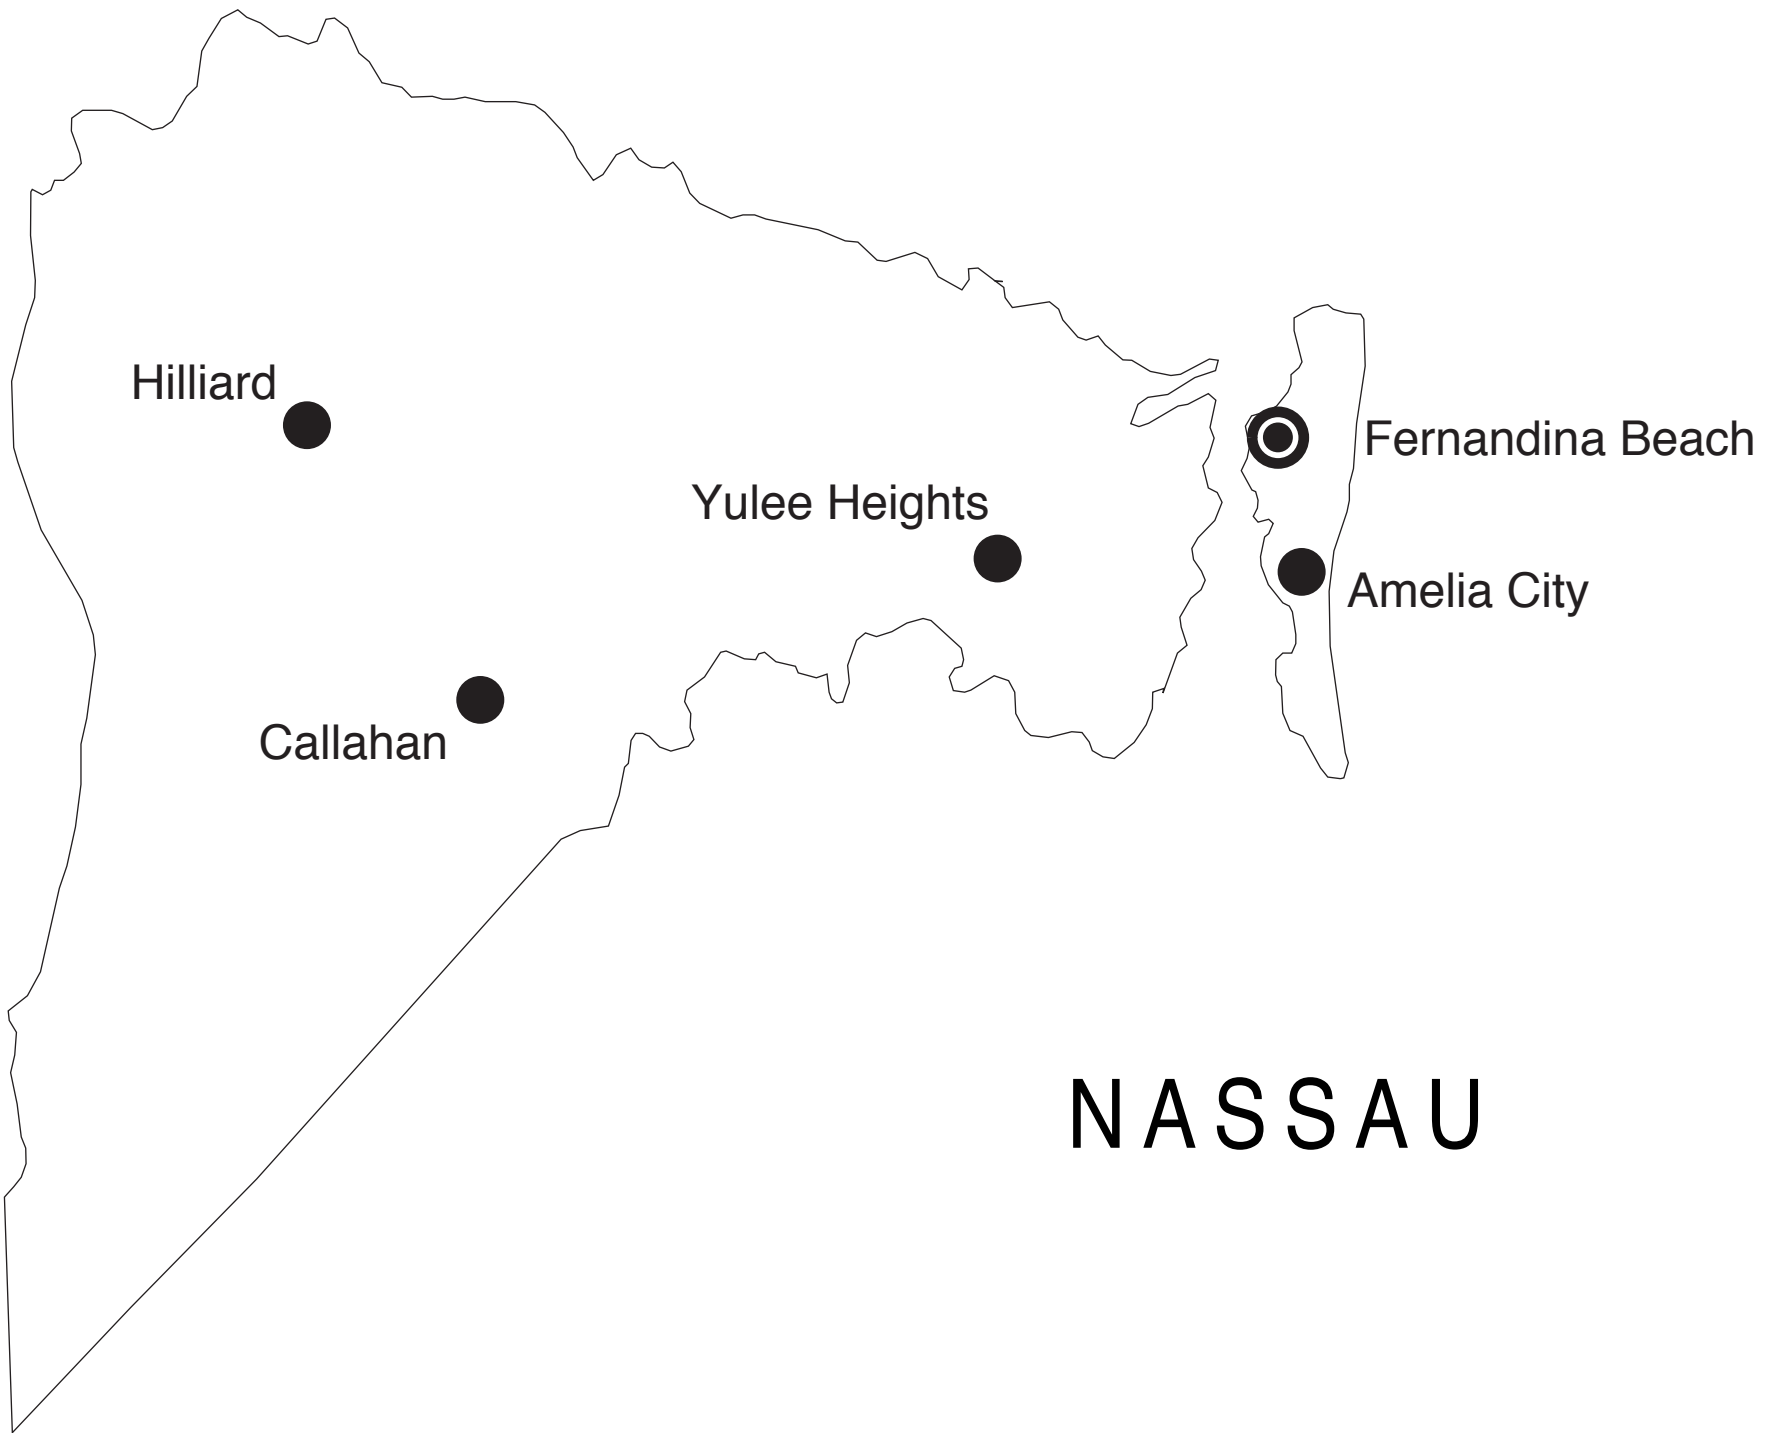 Hilliard
Fernandina Beach
Yulee Heights
Amelia City
Callahan
NASSAU